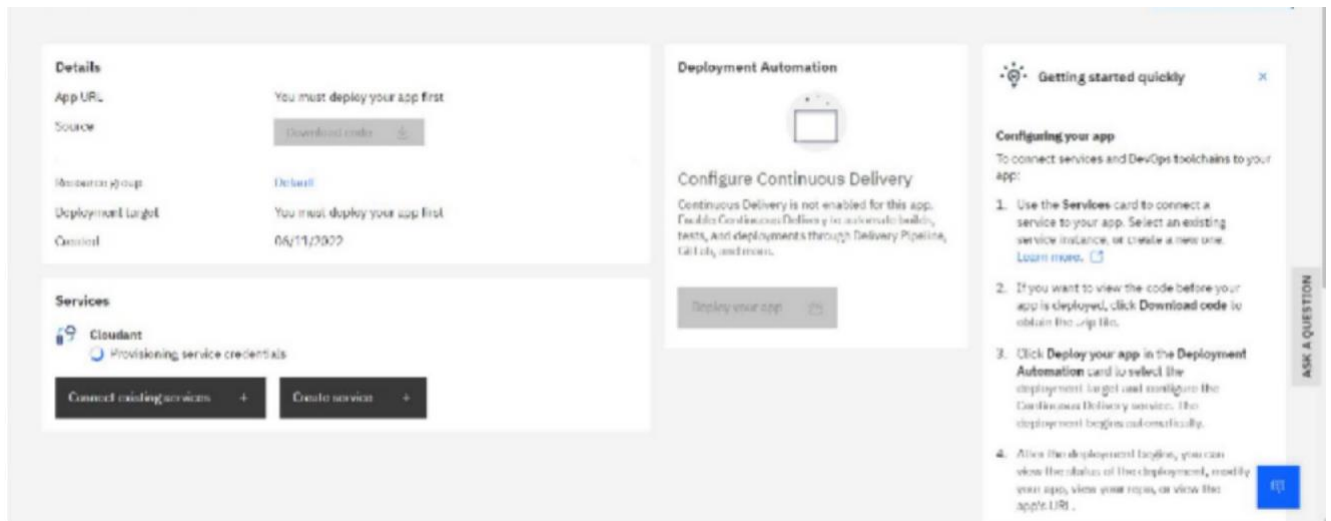 Details
App URL
You must deploy your app first
Source
Download code
Resource group
Default
Deployment target
You must deploy your app first
Created
06/11/2022
Services
Cloudant
Provisioning service credentials
Connect existing services +
Create service +
Deployment Automation
Configure Continuous Delivery
Continuous Delivery is not enabled for this app.
Enable Continuous Delivery to automate builds,
tests, and deployments through Delivery Pipeline,
GitLab, and more.
Deploy your app
Getting started quickly
Configuring your app
To connect services and DevOps toolchains to your
app:
1. Use the Services card to connect a
service to your app. Select an existing
service instance, or create a new one.
Learn more.
2. If you want to view the code before your
app is deployed, click Download code to
obtain the .zip file.
3. Click Deploy your app in the Deployment
Automation card to select the
deployment target and configure the
Continuous Delivery service. The
deployment begins automatically.
4. After the deployment begins, you can
view the status of the deployment, modify
your app, view your repo, or view the
app's URL.
ASK A QUESTION